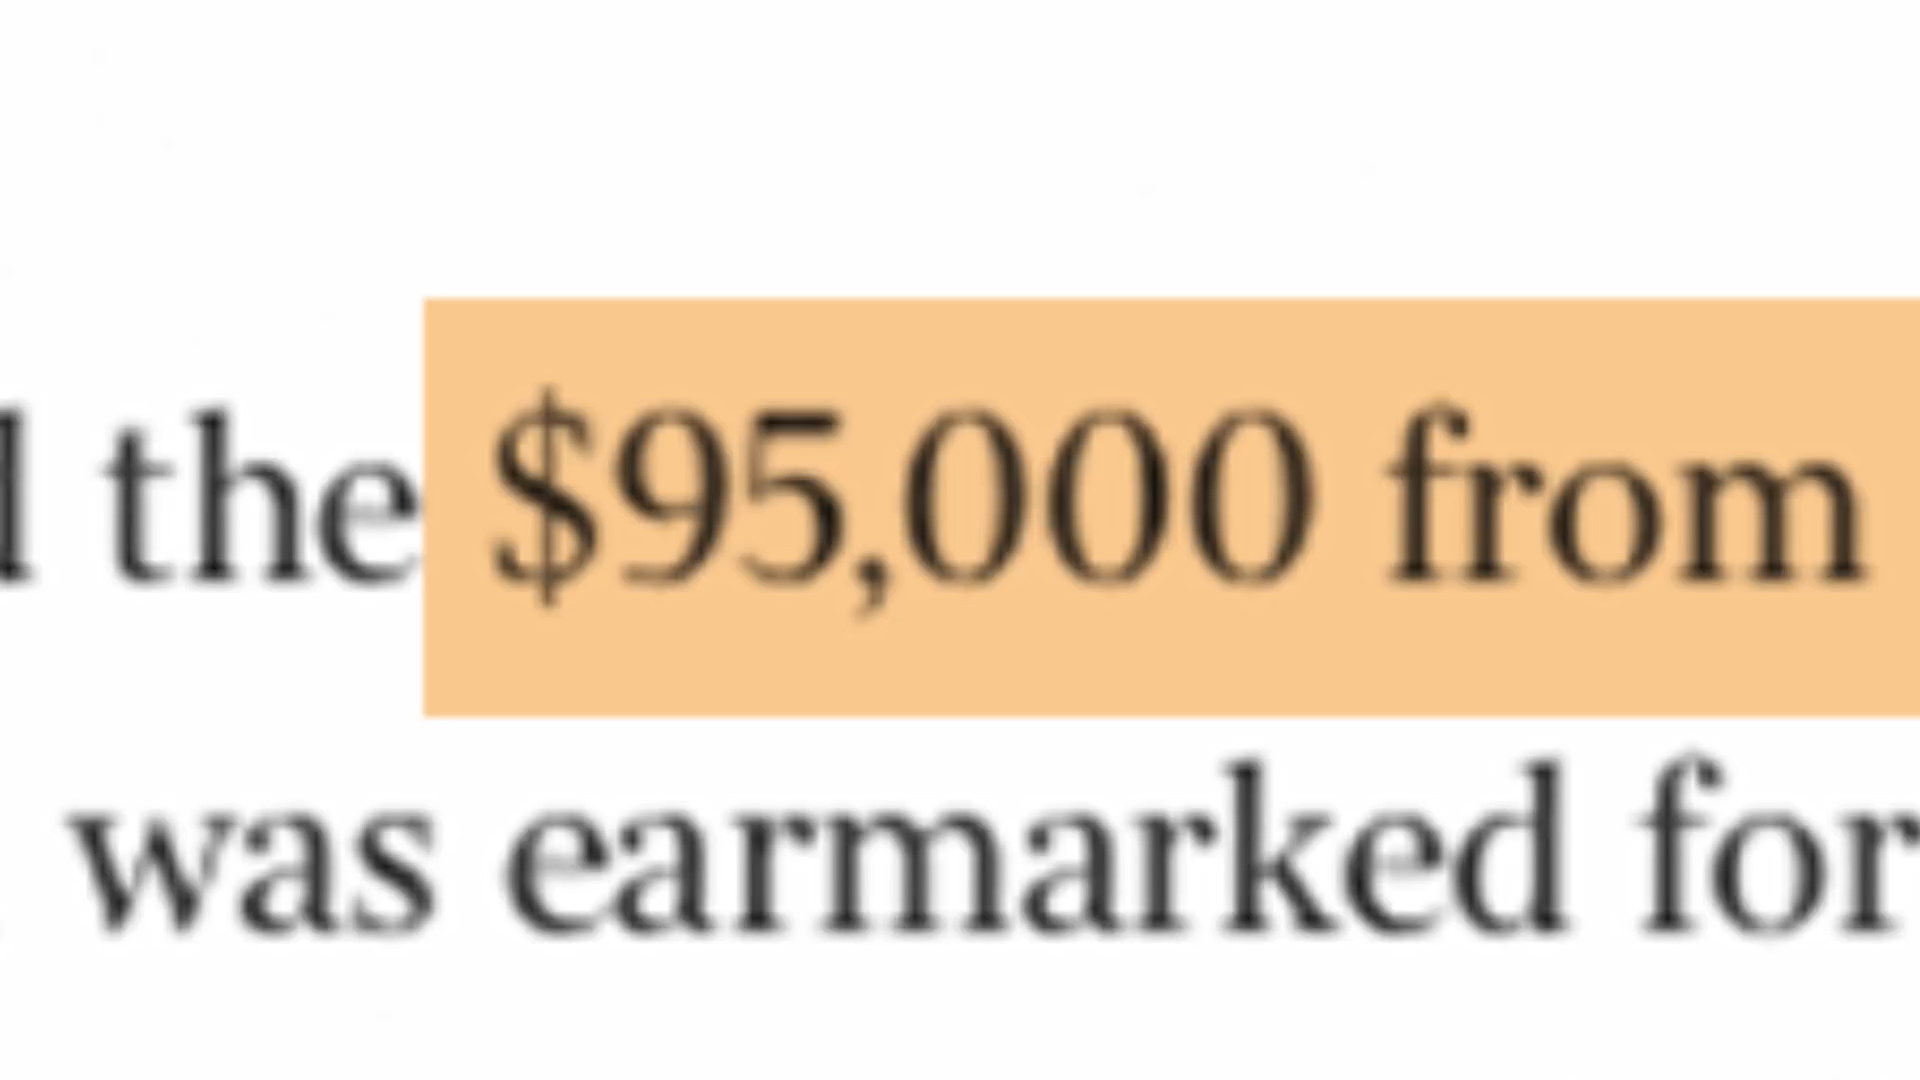 the $95,000 from
was earmarked for